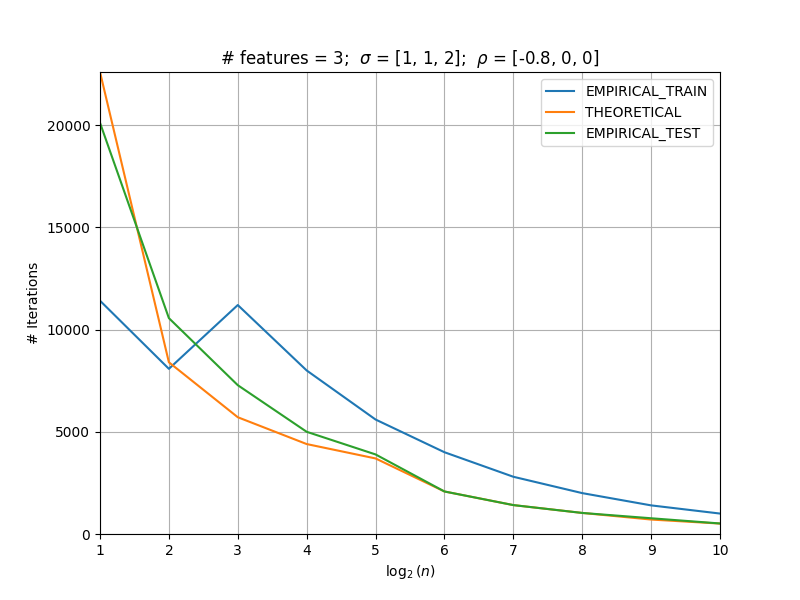 # features = 3; σ = [1, 1, 2]; ρ = [-0.8, 0, 0]
EMPIRICAL_TRAIN
THEORETICAL
EMPIRICAL_TEST
# Iterations
20000
15000
10000
5000
0
1 2 3 4 5 6 7 8 9 10
log₂(n)